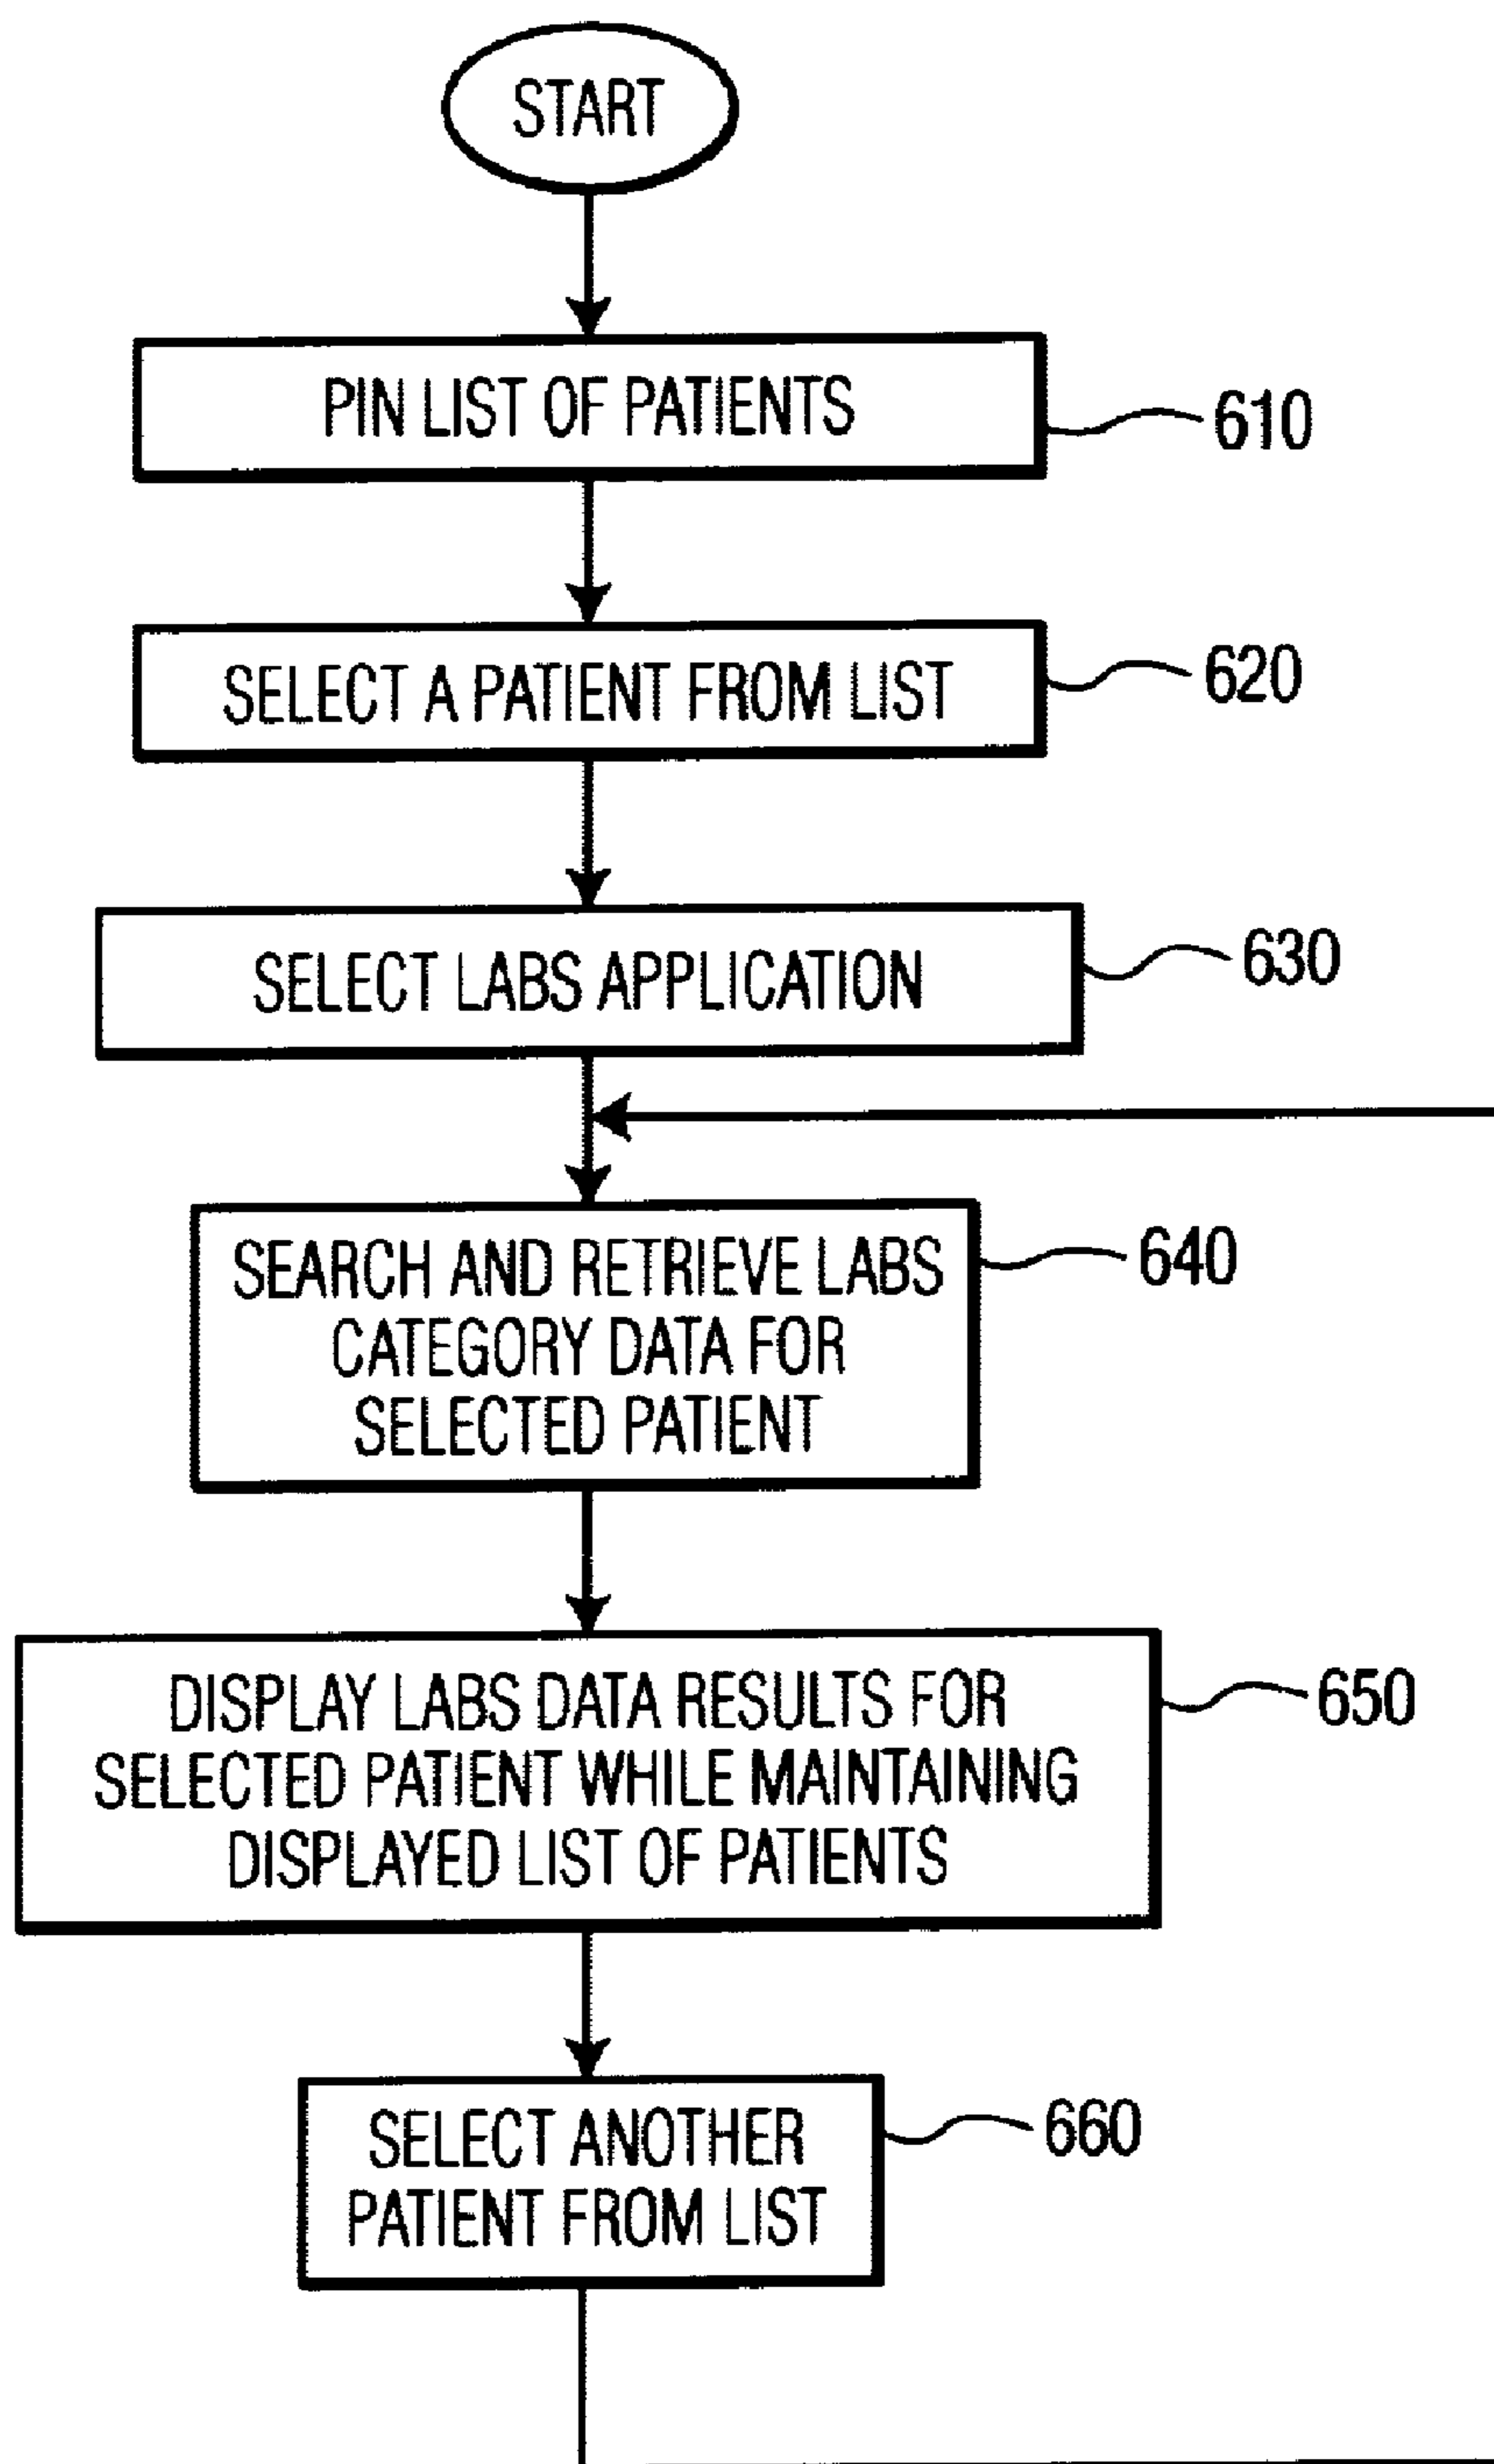 START
PIN LIST OF PATIENTS
610
SELECT A PATIENT FROM LIST
620
SELECT LABS APPLICATION
630
SEARCH AND RETRIEVE LABS
CATEGORY DATA FOR
SELECTED PATIENT
640
DISPLAY LABS DATA RESULTS FOR
SELECTED PATIENT WHILE MAINTAINING
DISPLAYED LIST OF PATIENTS
650
SELECT ANOTHER
PATIENT FROM LIST
660